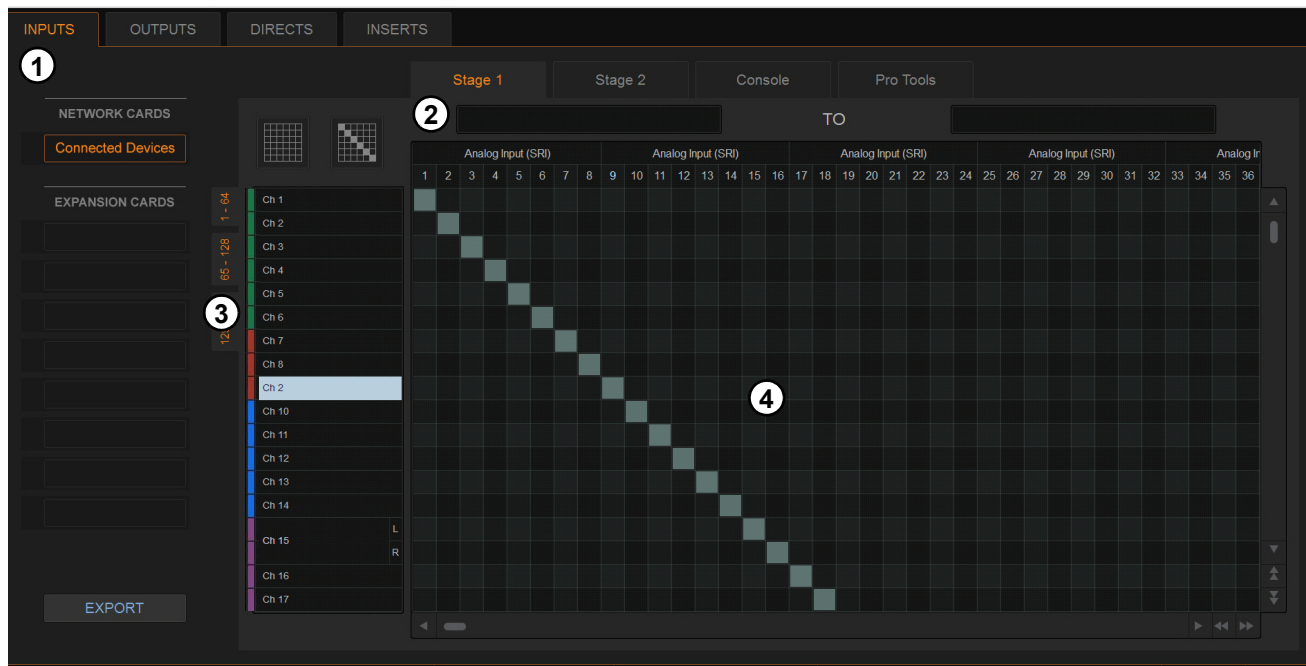 INPUTS OUTPUTS DIRECTS INSERTS
1
Stage 1 Stage 2 Console Pro Tools
NETWORK CARDS
2 TO
Connected Devices
Analog Input (SRI) Analog Input (SRI) Analog Input (SRI) Analog Input (SRI) Analog In
1 2 3 4 5 6 7 8 9 10 11 12 13 14 15 16 17 18 19 20 21 22 23 24 25 26 27 28 29 30 31 32 33 34 35 36
EXPANSION CARDS
1 - 64
65 - 128
3
Ch 1
Ch 2
Ch 3
Ch 4
Ch 5
Ch 6
Ch 7
Ch 8
Ch 2
Ch 10
Ch 11
Ch 12
Ch 13
Ch 14
Ch 15 L
R
Ch 16
Ch 17
4
EXPORT